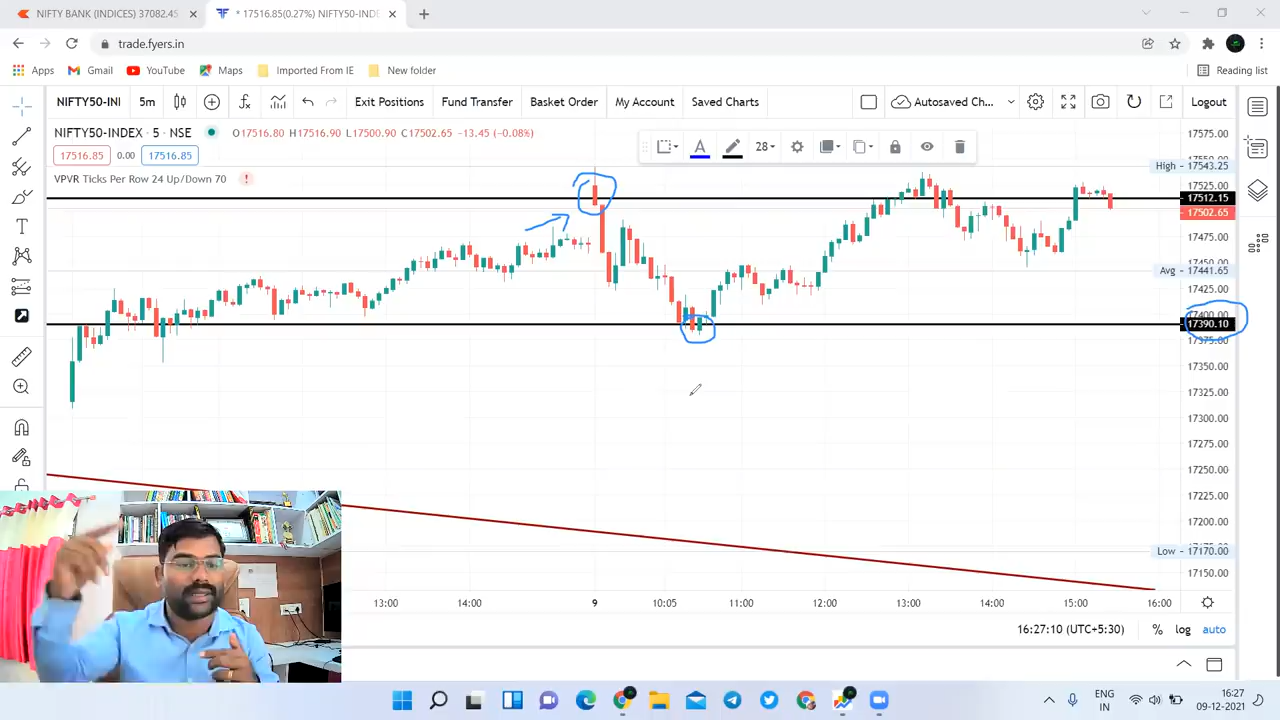 NIFTY BANK (INDICES) 37082.45
* 17516.85(0.27%) NIFTY50-INDE
trade.fyers.in
Apps Gmail YouTube Maps Imported From IE New folder Reading list
NIFTY50-INI 5m Exit Positions Fund Transfer Basket Order My Account Saved Charts Autosaved Ch... Logout
NIFTY50-INDEX · 5 · NSE O17516.80 H17516.90 L17500.90 C17502.65 -13.45 (-0.08%)
A 28
17516.85 0.00 17516.85
VPVR Ticks Per Row 24 Up/Down 70 !
17575.00
17550.00
High - 17543.25
17525.00
17512.15
17502.65
17475.00
17450.00
Avg - 17441.65
17425.00
17400.00
17390.10
17375.00
17350.00
17325.00
17300.00
17275.00
17250.00
17225.00
17200.00
17175.00
Low - 17170.00
17150.00
13:00 14:00 9 10:05 11:00 12:00 13:00 14:00 15:00 16:00
16:27:10 (UTC+5:30) % log auto
ENG
IN
16:27
09-12-2021